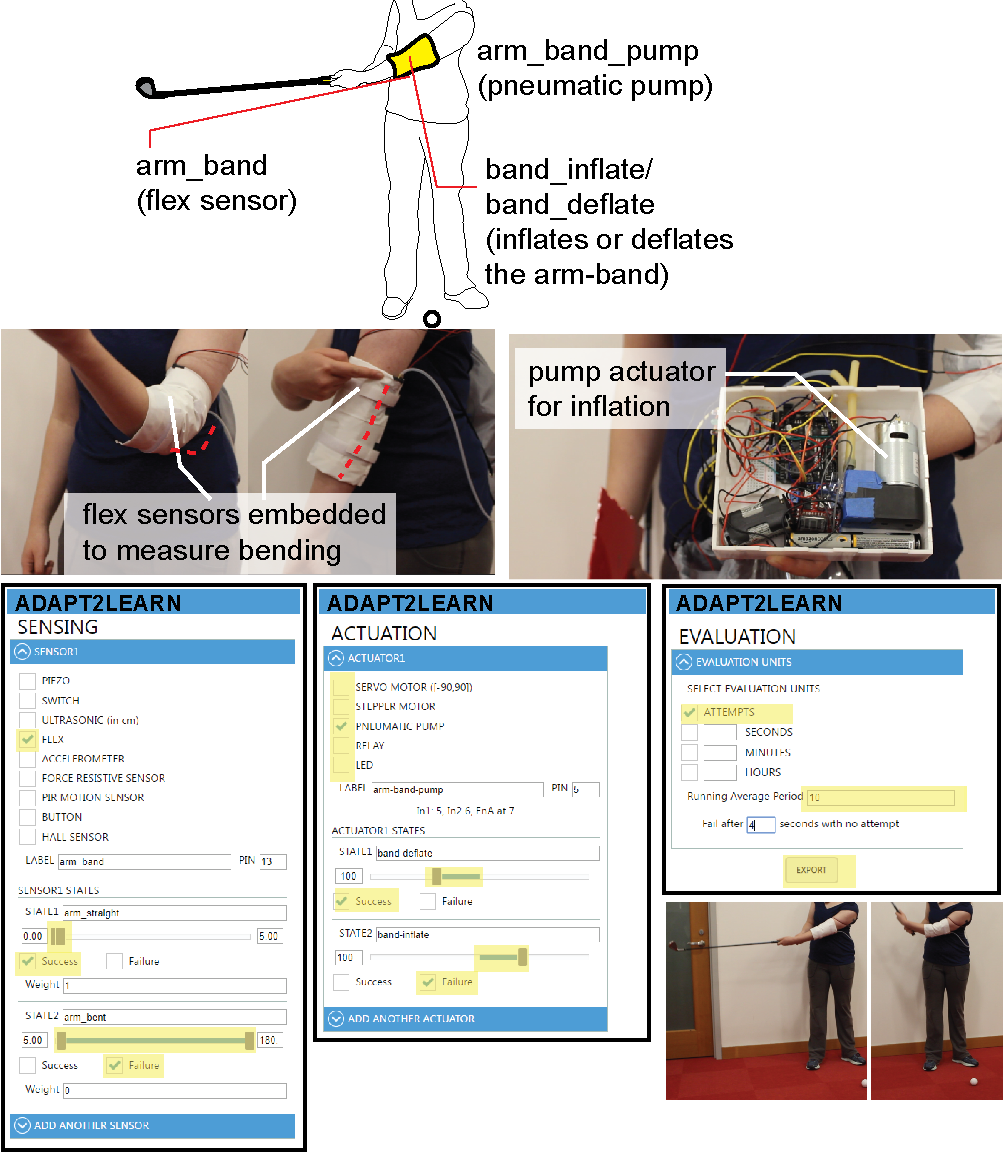 arm_band_pump
(pneumatic pump)
arm_band
(flex sensor)
band_inflate/
band_deflate
(inflates or deflates
the arm-band)
pump actuator
for inflation
flex sensors embedded
to measure bending
ADAPT2LEARN
SENSING
SENSOR1
PIEZO
SWITCH
ULTRASONIC (in cm)
FLEX
ACCELEROMETER
FORCE RESISTIVE SENSOR
PIR MOTION SENSOR
BUTTON
HALL SENSOR
LABEL arm_band PIN 13
SENSOR1 STATES
STATE1 arm_straight
0.00 5.00
Success Failure
Weight 1
STATE2 arm_bent
5.00 180
Success Failure
Weight 0
ADD ANOTHER SENSOR
ADAPT2LEARN
ACTUATION
ACTUATOR1
SERVO MOTOR ([-90,90])
STEPPER MOTOR
PNEUMATIC PUMP
RELAY
LED
LABEL arm-band-pump PIN 5
In1: 5, In2 6, EnA at 7
ACTUATOR1 STATES
STATE1 band-deflate
100
Success Failure
STATE2 band-inflate
100
Success Failure
ADD ANOTHER ACTUATOR
ADAPT2LEARN
EVALUATION
EVALUATION UNITS
SELECT EVALUATION UNITS
ATTEMPTS
SECONDS
MINUTES
HOURS
Running Average Period 10
Fail after 4 seconds with no attempt
EXPORT